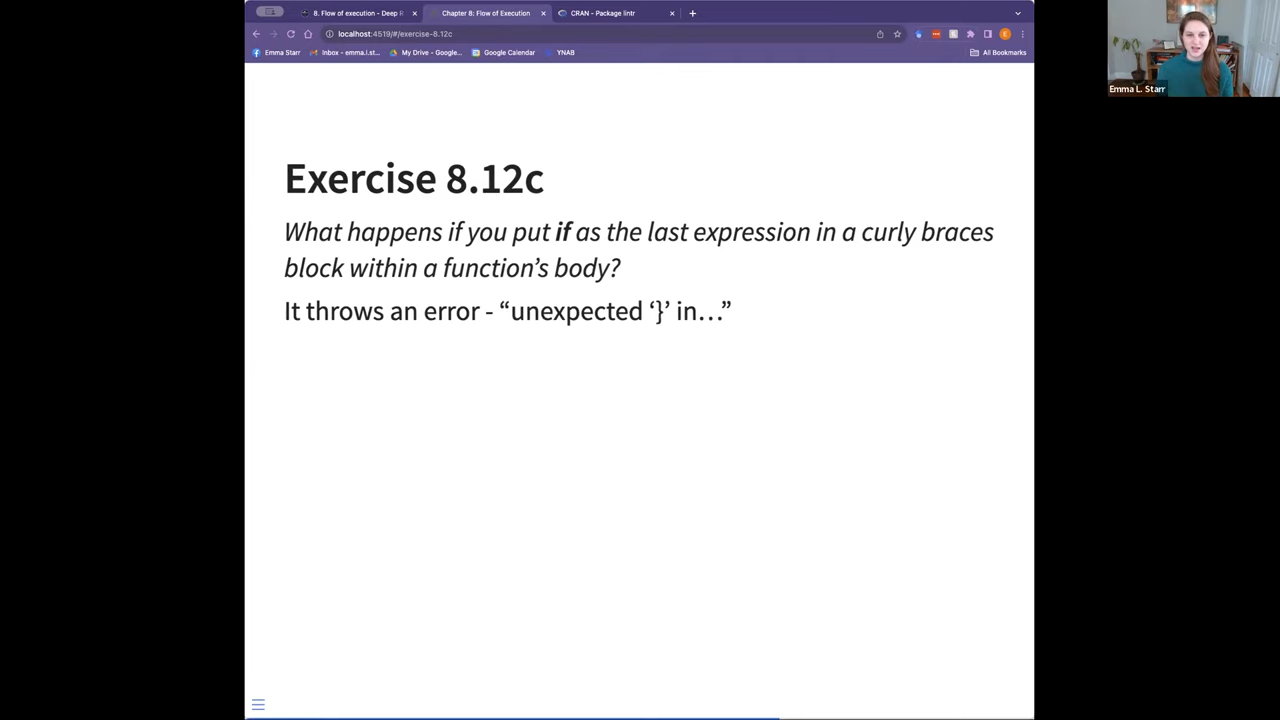 8. Flow of execution - Deep R
Chapter 8: Flow of Execution
CRAN - Package lintr
localhost:4519/#/exercise-8.12c
Emma Starr
Inbox - emma.i.st...
My Drive - Google...
Google Calendar
YNAB
All Bookmarks
Emma L. Starr
Exercise 8.12c
What happens if you put if as the last expression in a curly braces
block within a function’s body?
It throws an error - “unexpected ‘}’ in…”